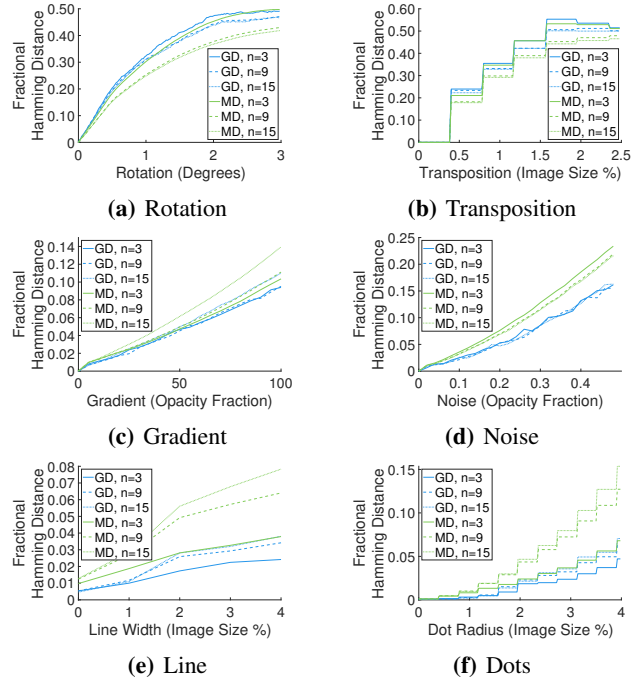 0.50
0.40
0.30
0.20
0.10
0.00
Fractional
Hamming Distance
GD, n=3
GD, n=9
GD, n=15
MD, n=3
MD, n=9
MD, n=15
0 1 2 3
Rotation (Degrees)
(a) Rotation
0.60
0.50
0.40
0.30
0.20
0.10
0.00
Fractional
Hamming Distance
GD, n=3
GD, n=9
GD, n=15
MD, n=3
MD, n=9
MD, n=15
0 0.5 1 1.5 2 2.5
Transposition (Image Size %)
(b) Transposition
0.14
0.12
0.10
0.08
0.06
0.04
0.02
0
Fractional
Hamming Distance
GD, n=3
GD, n=9
GD, n=15
MD, n=3
MD, n=9
MD, n=15
0 50 100
Gradient (Opacity Fraction)
(c) Gradient
0.25
0.20
0.15
0.10
0.05
0.00
Fractional
Hamming Distance
GD, n=3
GD, n=9
GD, n=15
MD, n=3
MD, n=9
MD, n=15
0 0.1 0.2 0.3 0.4
Noise (Opacity Fraction)
(d) Noise
0.08
0.07
0.06
0.05
0.04
0.03
0.02
0.01
0
Fractional
Hamming Distance
GD, n=3
GD, n=9
GD, n=15
MD, n=3
MD, n=9
MD, n=15
0 1 2 3 4
Line Width (Image Size %)
(e) Line
0.15
0.10
0.05
0.00
Fractional
Hamming Distance
GD, n=3
GD, n=9
GD, n=15
MD, n=3
MD, n=9
MD, n=15
0 1 2 3 4
Dot Radius (Image Size %)
(f) Dots